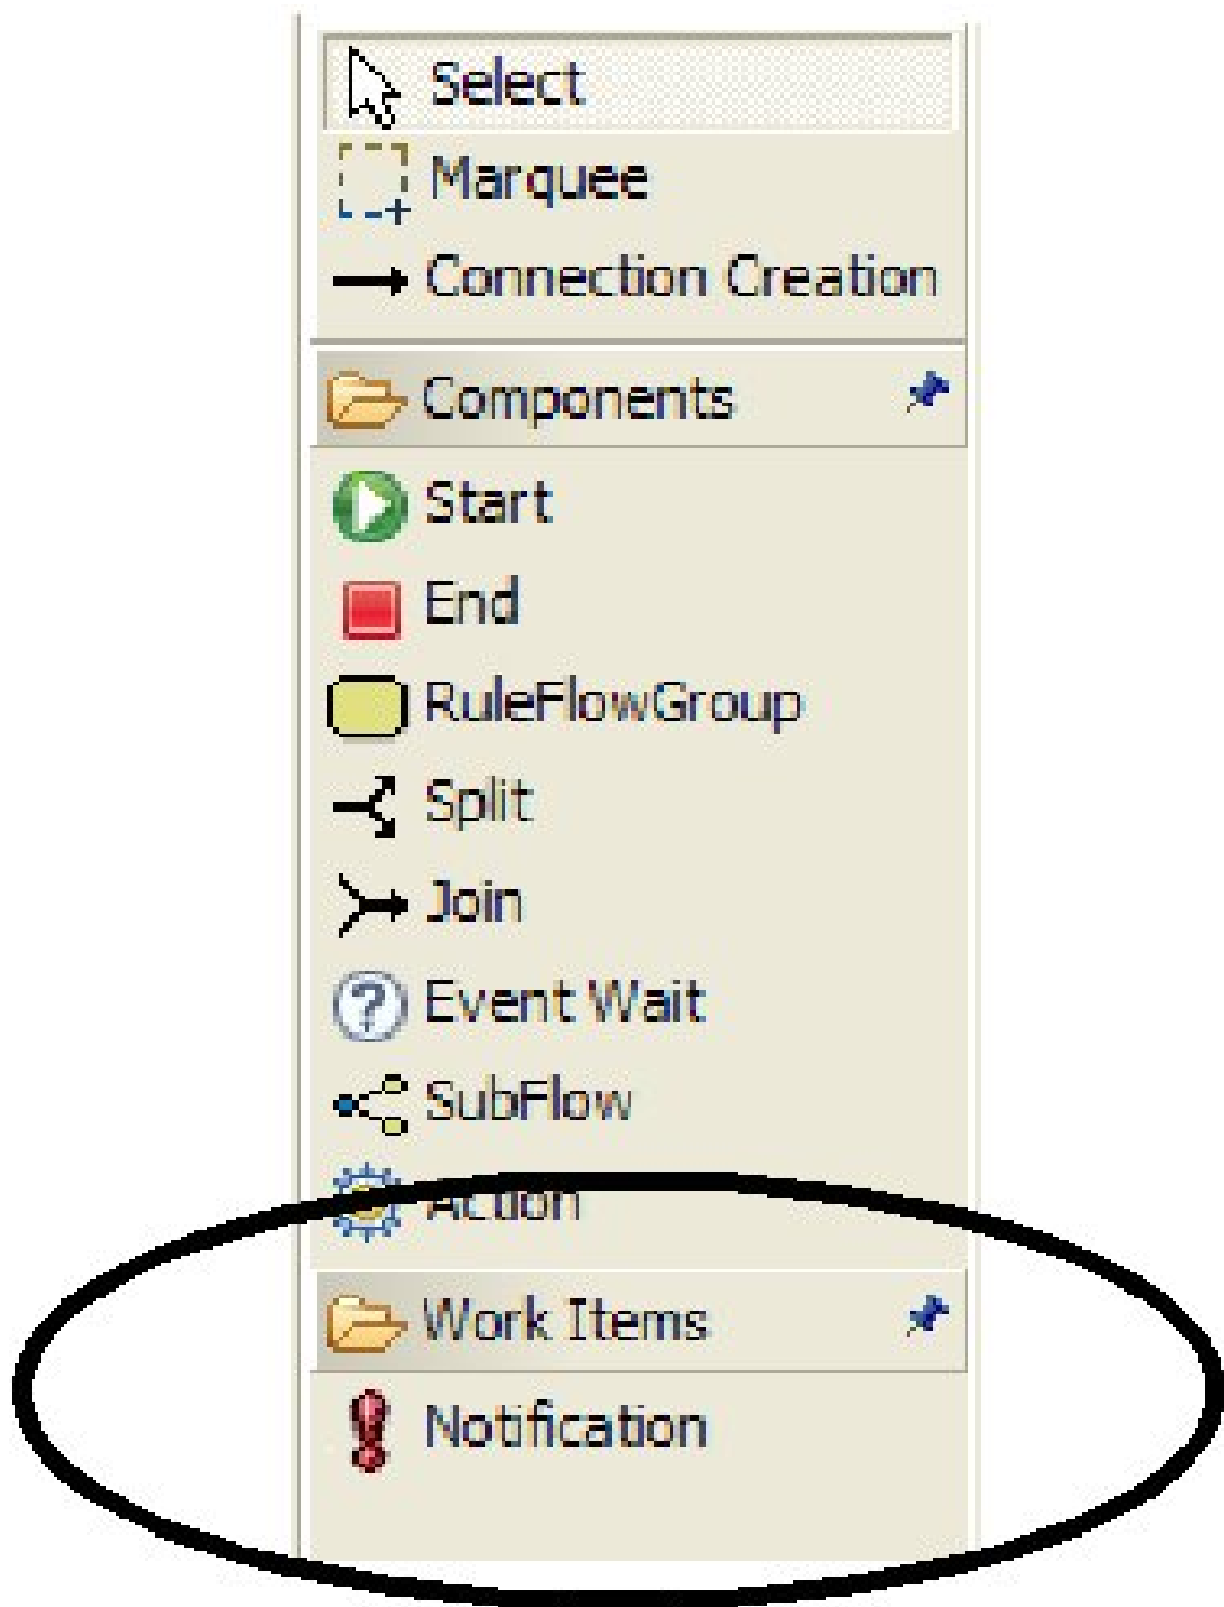 Select
Marquee
Connection Creation
Components
Start
End
RuleFlowGroup
Split
Join
Event Wait
SubFlow
Action
Work Items
Notification